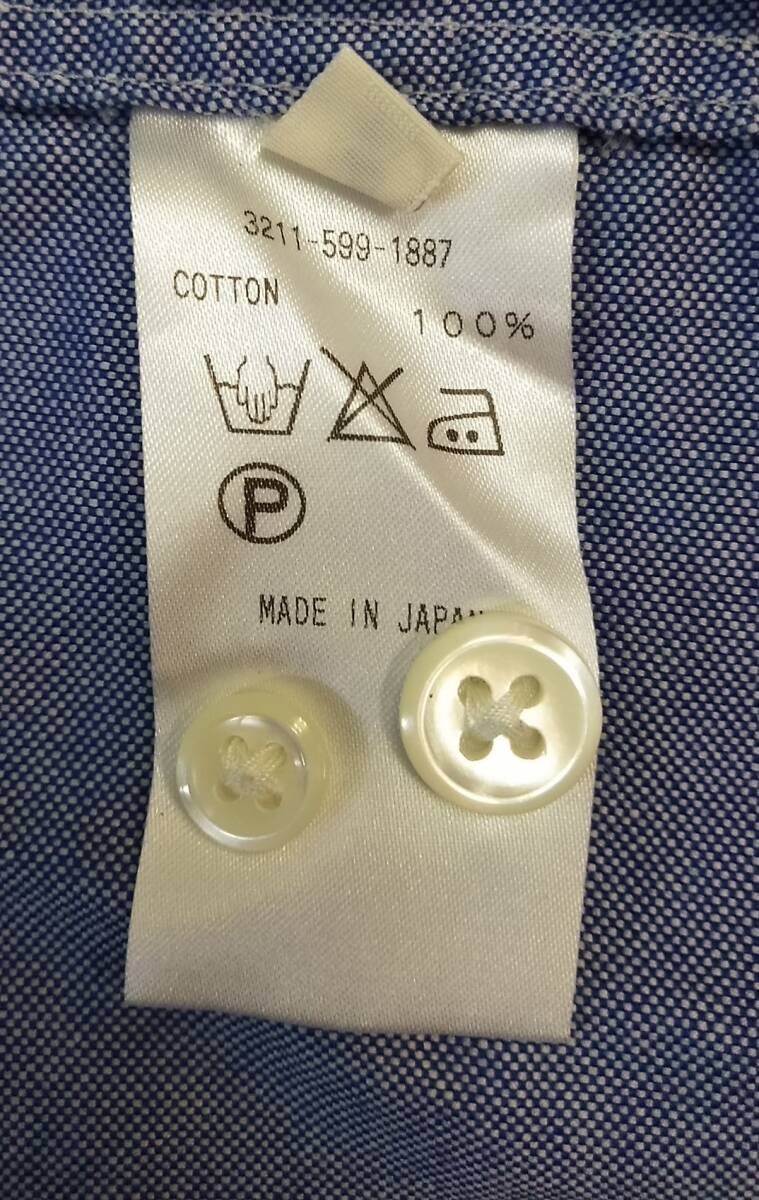 3211-599-1887
COTTON
100%
P
MADE IN JAPAN